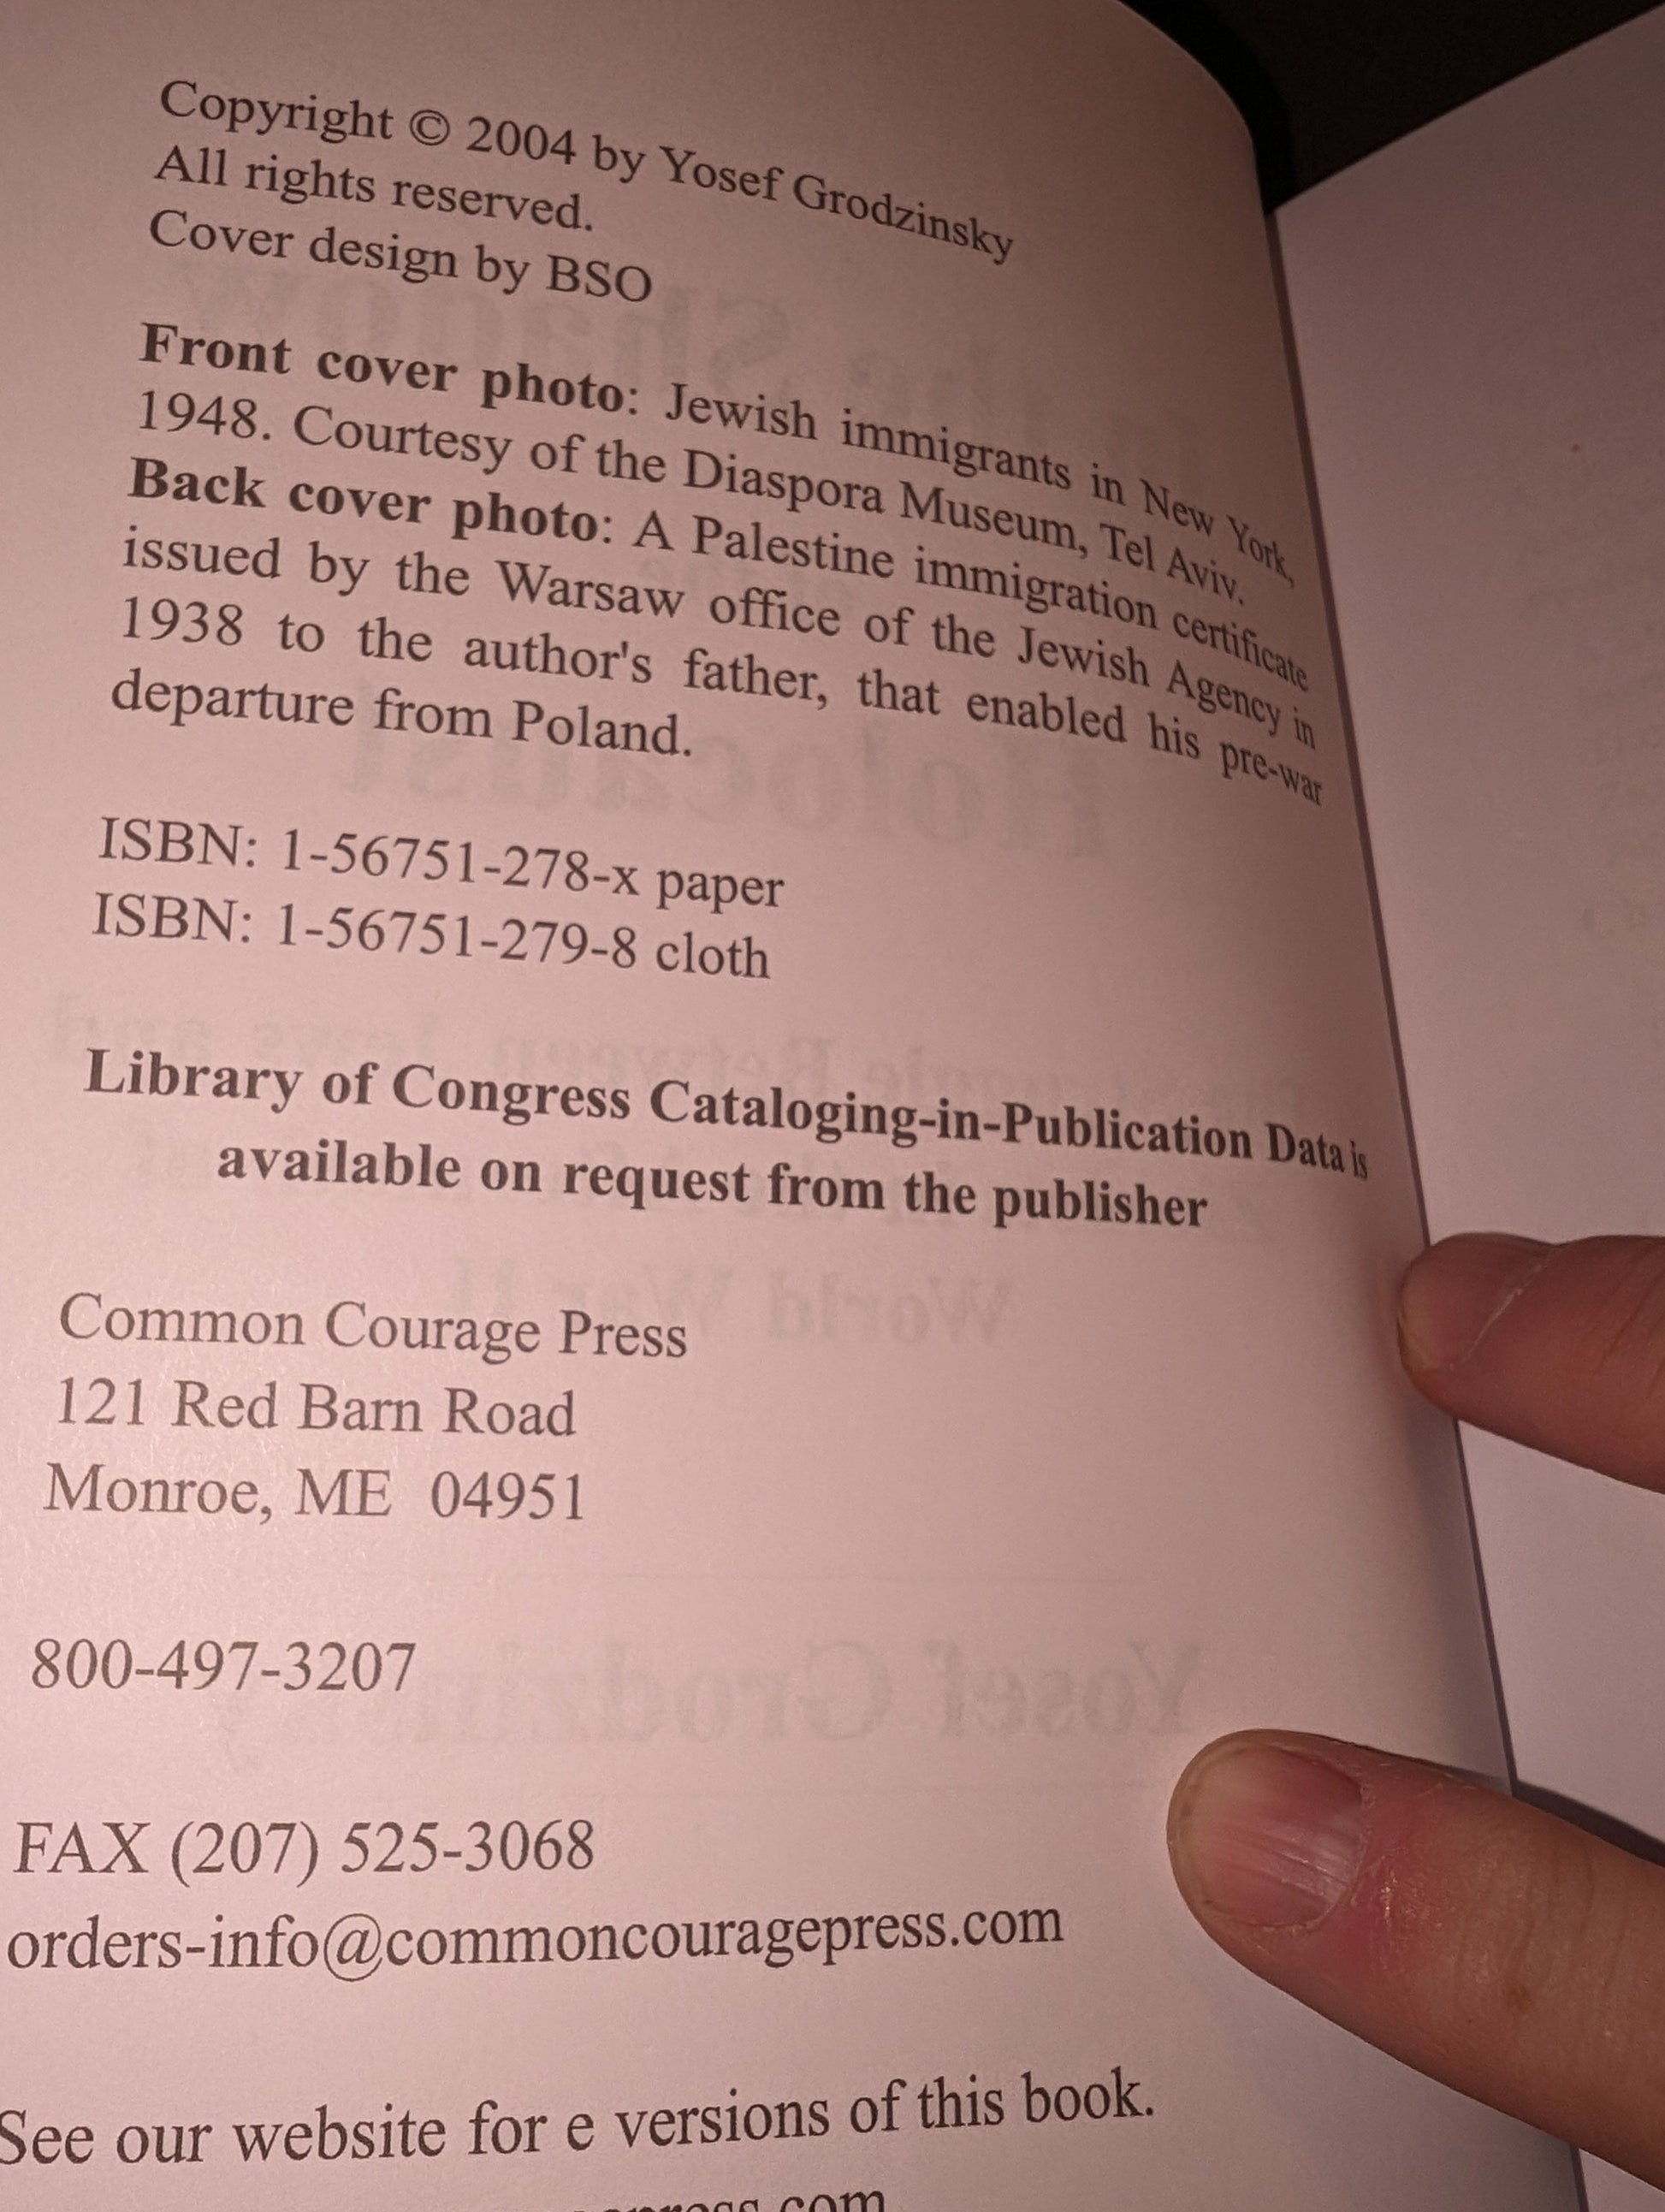 Copyright © 2004 by Yosef Grodzinsky
All rights reserved.
Cover design by BSO
Front cover photo: Jewish immigrants in New York,
1948. Courtesy of the Diaspora Museum, Tel Aviv.
Back cover photo: A Palestine immigration certificate
issued by the Warsaw office of the Jewish Agency in
1938 to the author's father, that enabled his pre-war
departure from Poland.
ISBN: 1-56751-278-x paper
ISBN: 1-56751-279-8 cloth
Library of Congress Cataloging-in-Publication Data is
available on request from the publisher
Common Courage Press
121 Red Barn Road
Monroe, ME 04951
800-497-3207
FAX (207) 525-3068
orders-info@commoncouragepress.com
See our website for e versions of this book.